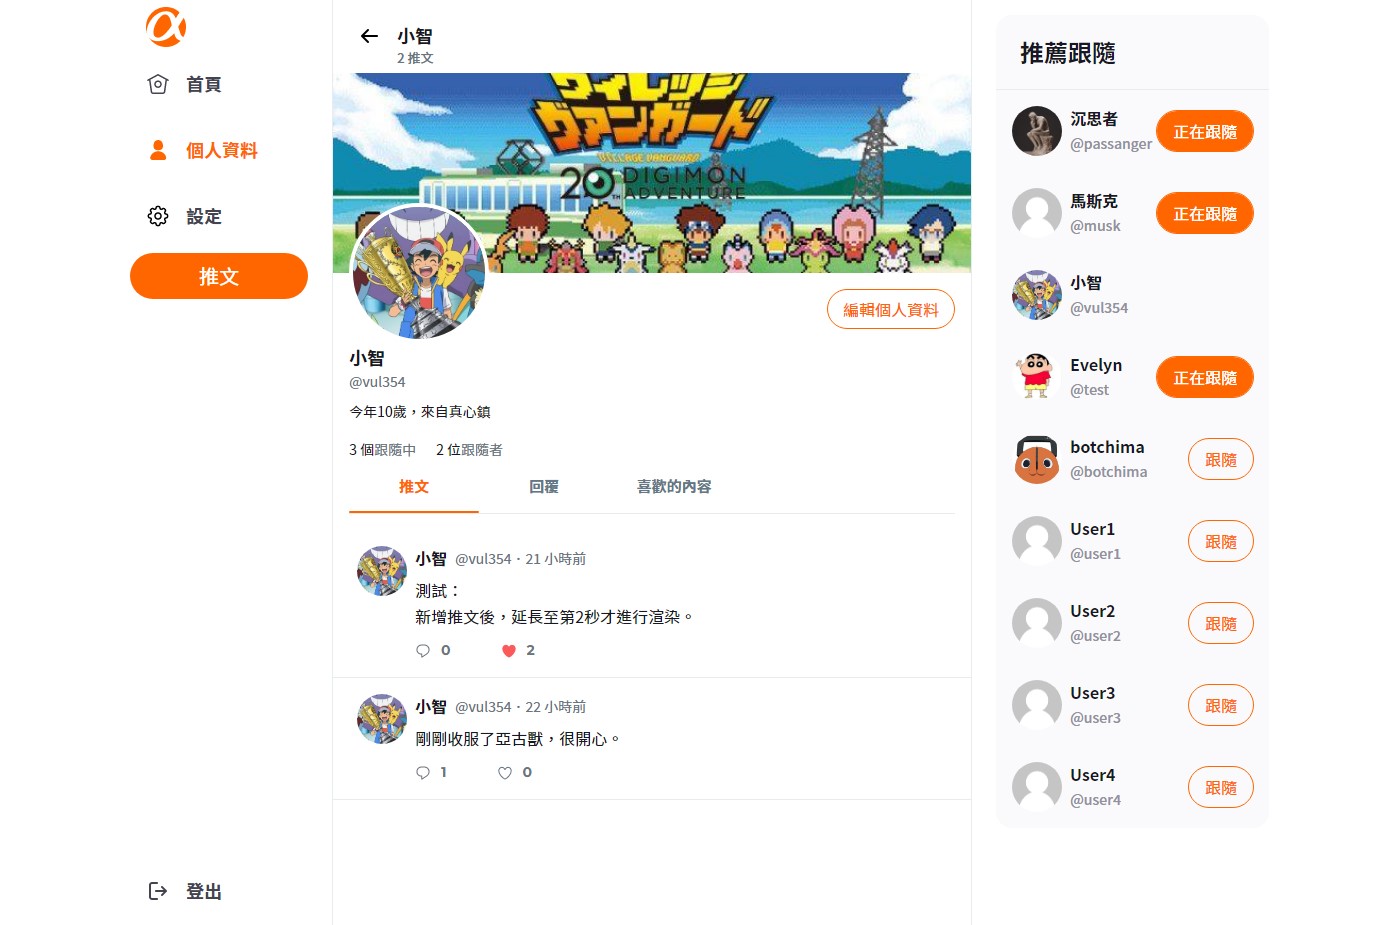 首頁
個人資料
設定
推文
登出
小智
2 推文
ヴィレッジ
ヴァンガード
VILLAGE VANGUARD
20TH DIGIMON
ADVENTURE
編輯個人資料
小智
@vul354
今年10歲，來自真心鎮
3 個跟隨中 2 位跟隨者
推文 回覆 喜歡的內容
小智 @vul354 · 21 小時前
測試：
新增推文後，延長至第2秒才進行渲染。
0 2
小智 @vul354 · 22 小時前
剛剛收服了亞古獸，很開心。
1 0
推薦跟隨
沉思者
@passanger
正在跟隨
馬斯克
@musk
正在跟隨
小智
@vul354
Evelyn
@test
正在跟隨
botchima
@botchima
跟隨
User1
@user1
跟隨
User2
@user2
跟隨
User3
@user3
跟隨
User4
@user4
跟隨